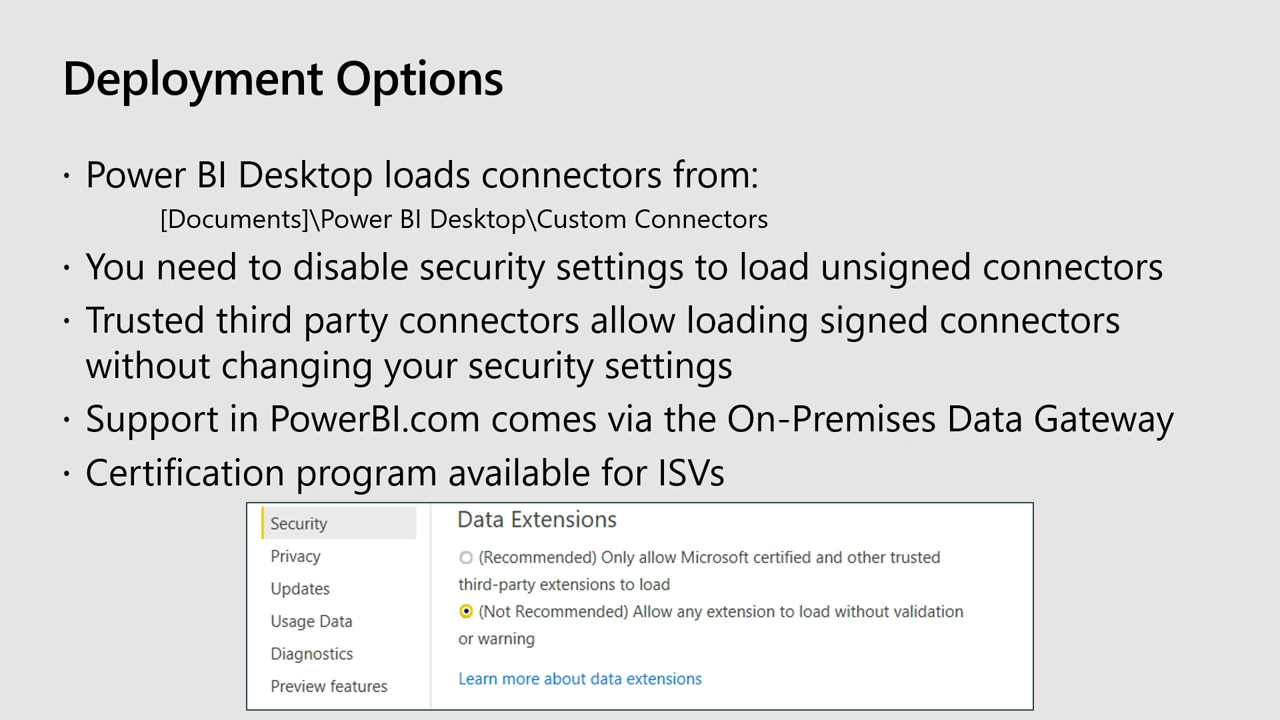 Deployment Options
· Power BI Desktop loads connectors from:
[Documents]\Power BI Desktop\Custom Connectors
· You need to disable security settings to load unsigned connectors
· Trusted third party connectors allow loading signed connectors
without changing your security settings
· Support in PowerBI.com comes via the On-Premises Data Gateway
· Certification program available for ISVs
Security
Privacy
Updates
Usage Data
Diagnostics
Preview features
Data Extensions
(Recommended) Only allow Microsoft certified and other trusted
third-party extensions to load
(Not Recommended) Allow any extension to load without validation
or warning
Learn more about data extensions